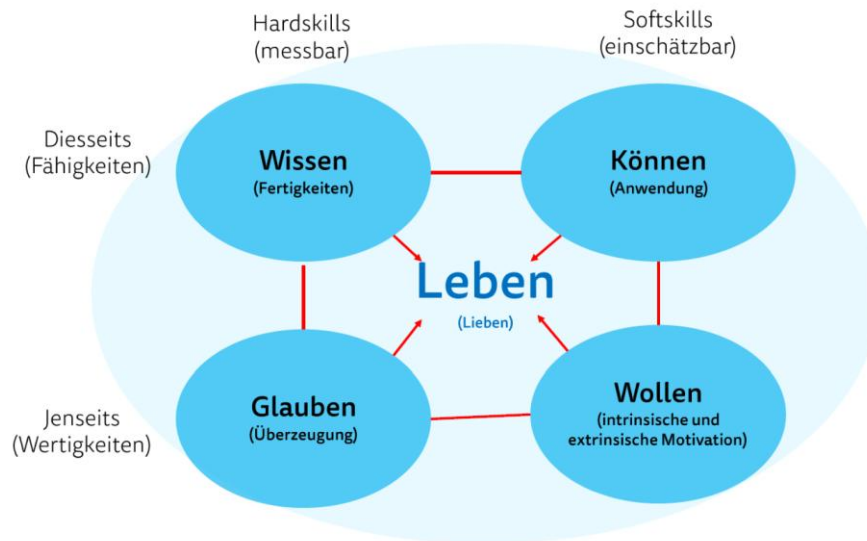 Hardskills
(messbar)
Softskills
(einschätzbar)
Diesseits
(Fähigkeiten)
Wissen
(Fertigkeiten)
Können
(Anwendung)
Leben
(Lieben)
Jenseits
(Wertigkeiten)
Glauben
(Überzeugung)
Wollen
(intrinsische und
extrinsische Motivation)